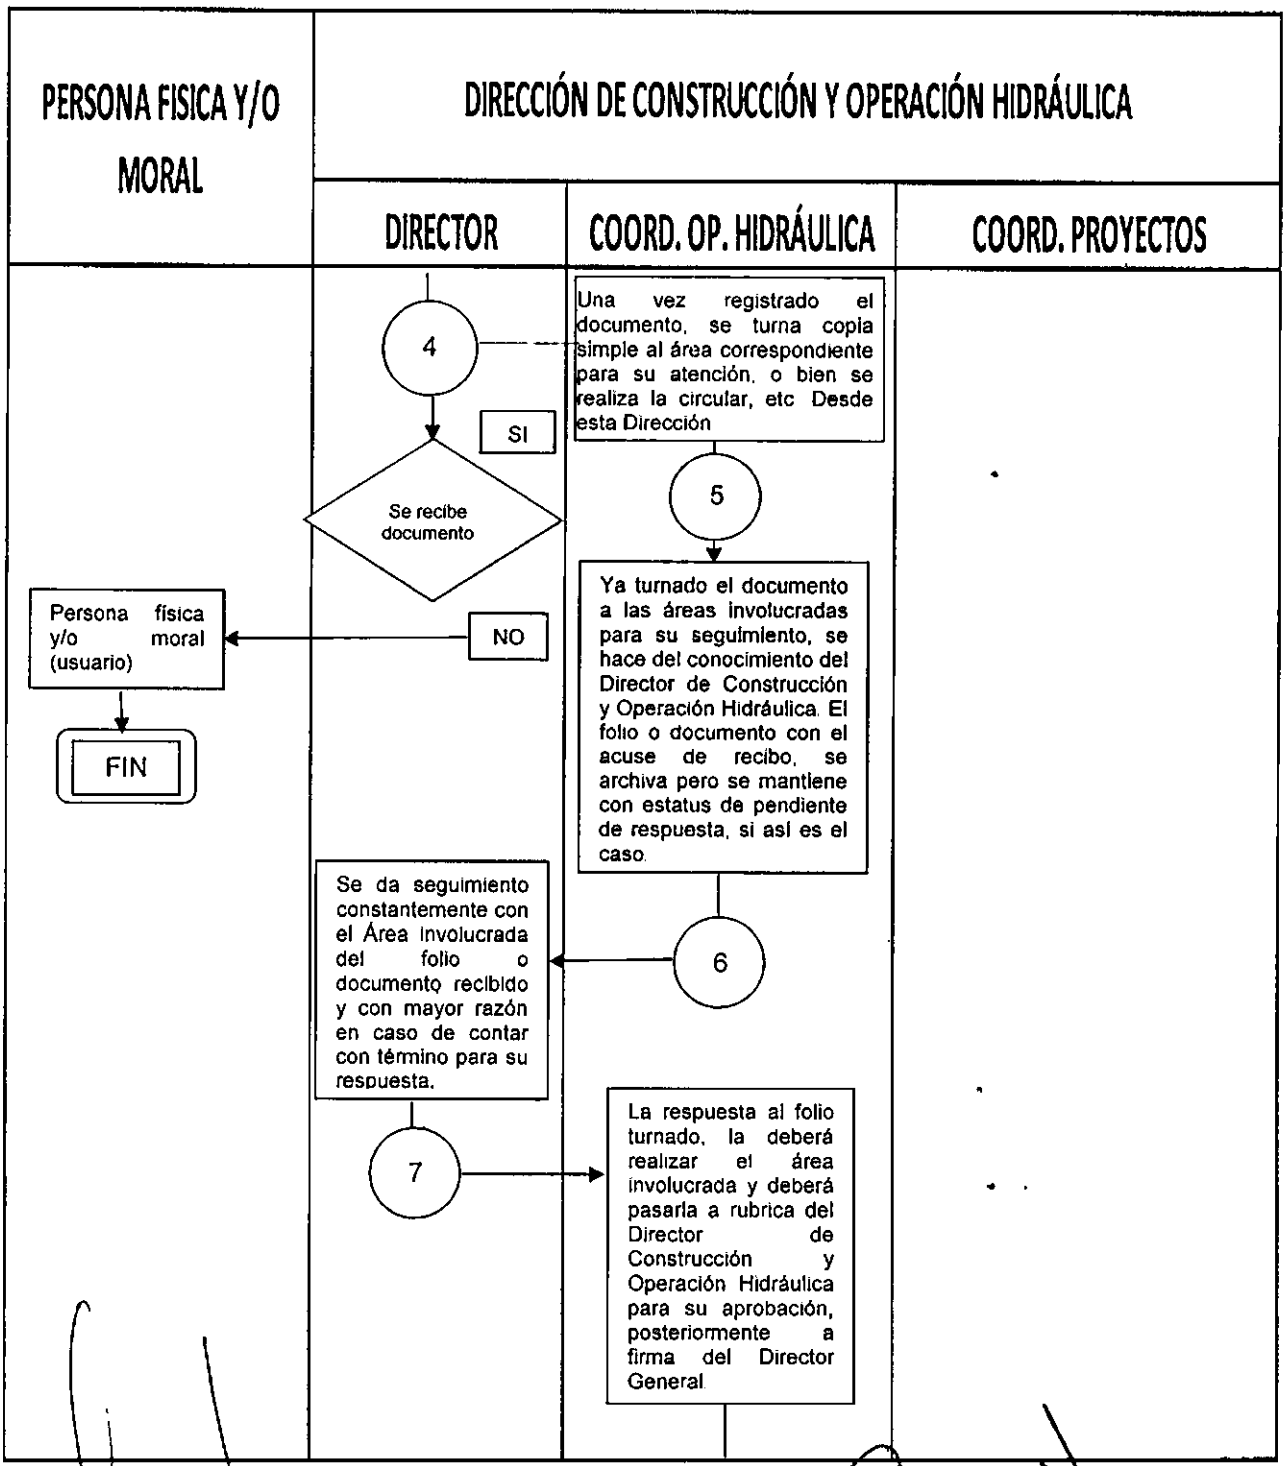 PERSONA FISICA Y/O
MORAL
DIRECCIÓN DE CONSTRUCCIÓN Y OPERACIÓN HIDRÁULICA
DIRECTOR
COORD. OP. HIDRÁULICA
COORD. PROYECTOS
4
Una vez registrado el
documento, se turna copia
simple al área correspondiente
para su atención, o bien se
realiza la circular, etc Desde
esta Dirección
SI
Se recibe
documento
5
NO
Persona física
y/o moral
(usuario)
FIN
Ya turnado el documento
a las áreas involucradas
para su seguimiento, se
hace del conocimiento del
Director de Construcción
y Operación Hidráulica. El
folio o documento con el
acuse de recibo, se
archiva pero se mantiene
con estatus de pendiente
de respuesta, si así es el
caso.
6
Se da seguimiento
constantemente con
el Área involucrada
del folio o
documento recibido
y con mayor razón
en caso de contar
con término para su
respuesta.
7
La respuesta al folio
turnado, la deberá
realizar el área
involucrada y deberá
pasarla a rubrica del
Director de
Construcción y
Operación Hidráulica
para su aprobación,
posteriormente a
firma del Director
General.